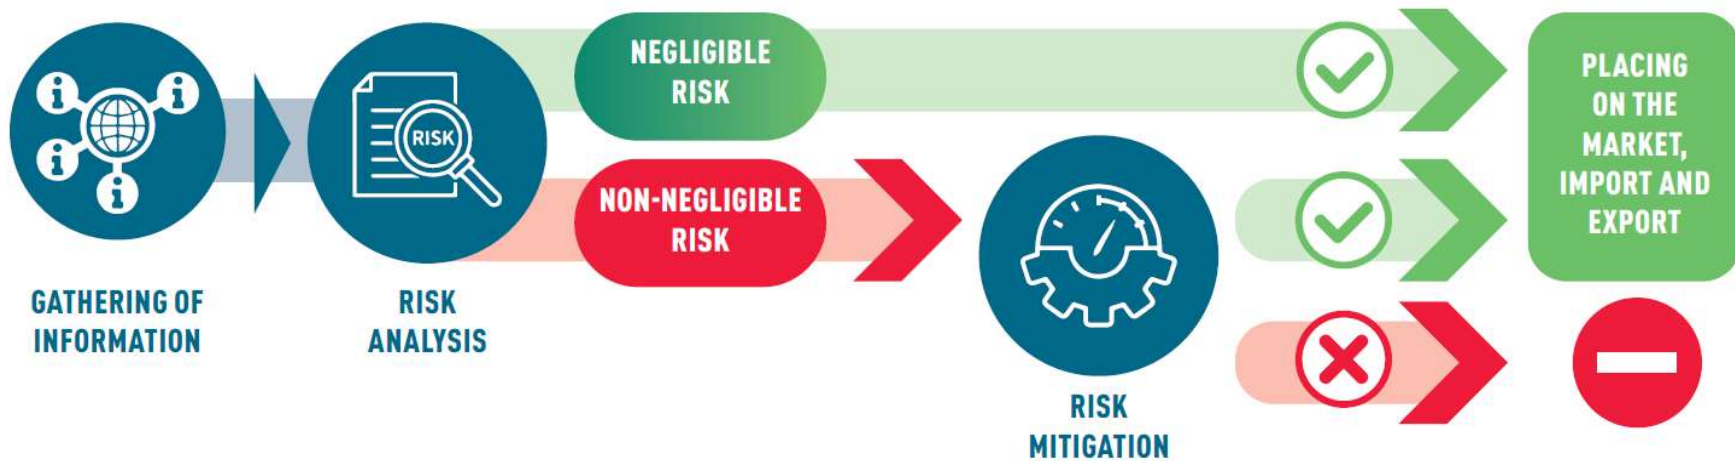 GATHERING OF
INFORMATION
RISK
RISK
ANALYSIS
NEGLIGIBLE
RISK
NON-NEGLIGIBLE
RISK
RISK
MITIGATION
PLACING
ON THE
MARKET,
IMPORT AND
EXPORT